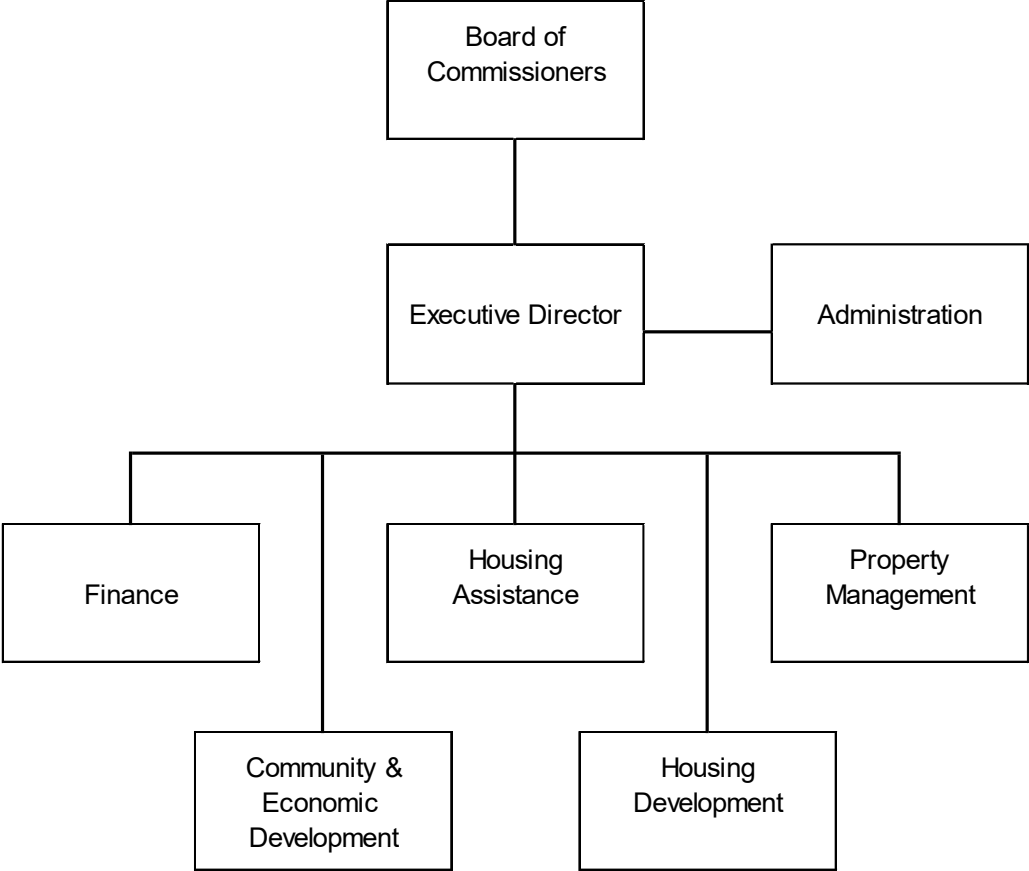 Board of
Commissioners
Executive Director
Administration
Finance
Housing
Assistance
Property
Management
Community &
Economic
Development
Housing
Development